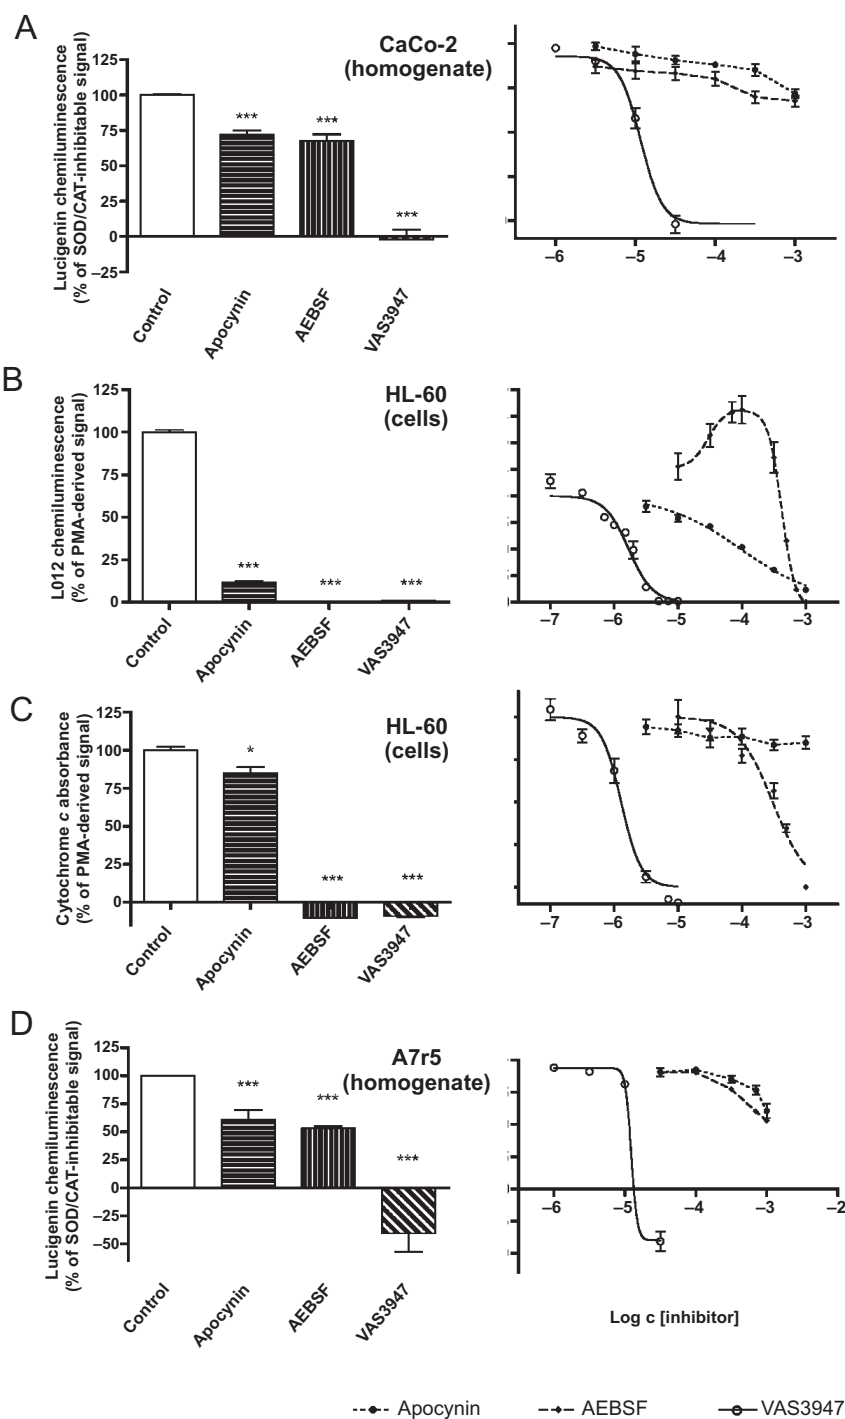 A
CaCo-2
(homogenate)
Lucigenin chemiluminescence
(% of SOD/CAT-inhibitable signal)
125
100
75
50
25
0
–25
Control
Apocynin
AEBSF
VAS3947
***
***
***
–6
–5
–4
–3
B
HL-60
(cells)
L012 chemiluminescence
(% of PMA-derived signal)
125
100
75
50
25
0
Control
Apocynin
AEBSF
VAS3947
***
***
***
–7
–6
–5
–4
–3
C
HL-60
(cells)
Cytochrome c absorbance
(% of PMA-derived signal)
125
100
75
50
25
0
Control
Apocynin
AEBSF
VAS3947
*
***
***
–7
–6
–5
–4
–3
D
A7r5
(homogenate)
Lucigenin chemiluminescence
(% of SOD/CAT-inhibitable signal)
125
100
75
50
25
0
–25
–50
Control
Apocynin
AEBSF
VAS3947
***
***
***
–6
–5
–4
–3
–2
Log c [inhibitor]
Apocynin
AEBSF
VAS3947